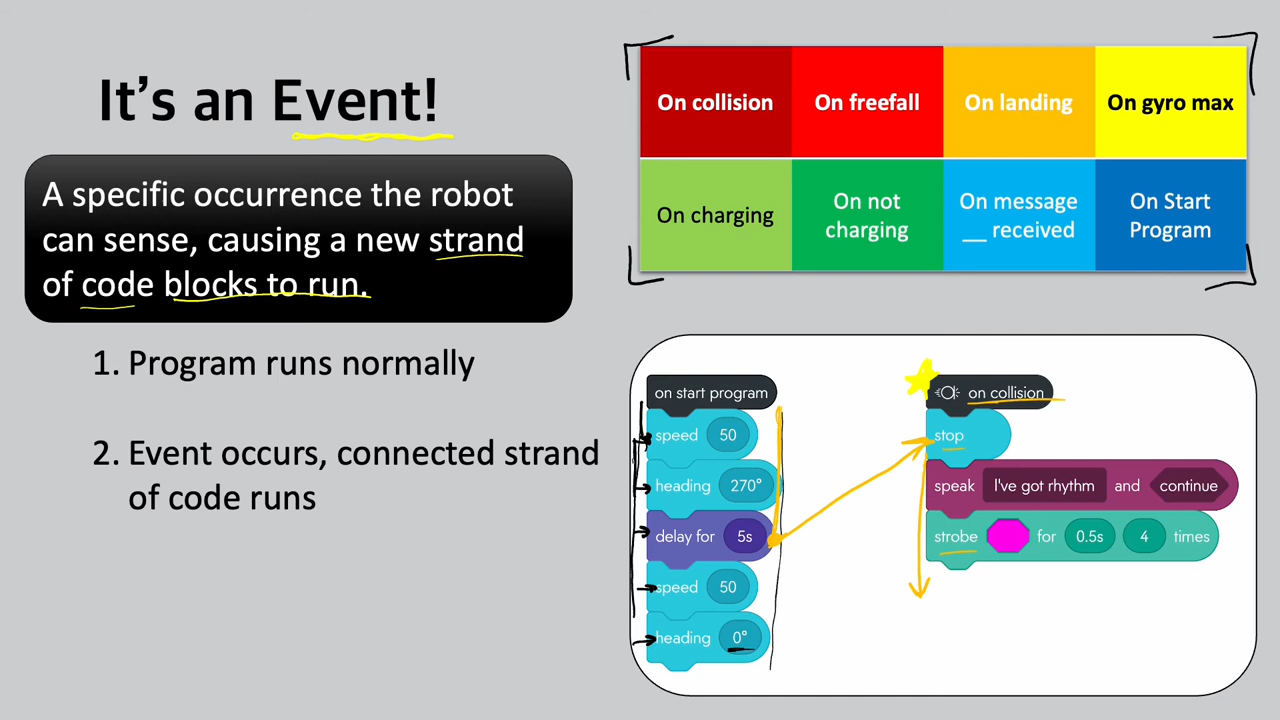 It's an Event!
A specific occurrence the robot
can sense, causing a new strand
of code blocks to run.
1. Program runs normally
2. Event occurs, connected strand
of code runs
On collision
On freefall
On landing
On gyro max
On charging
On not
charging
On message
__ received
On Start
Program
on start program
speed 50
heading 270°
delay for 5s
speed 50
heading 0°
on collision
stop
speak I've got rhythm and continue
strobe for 0.5s 4 times